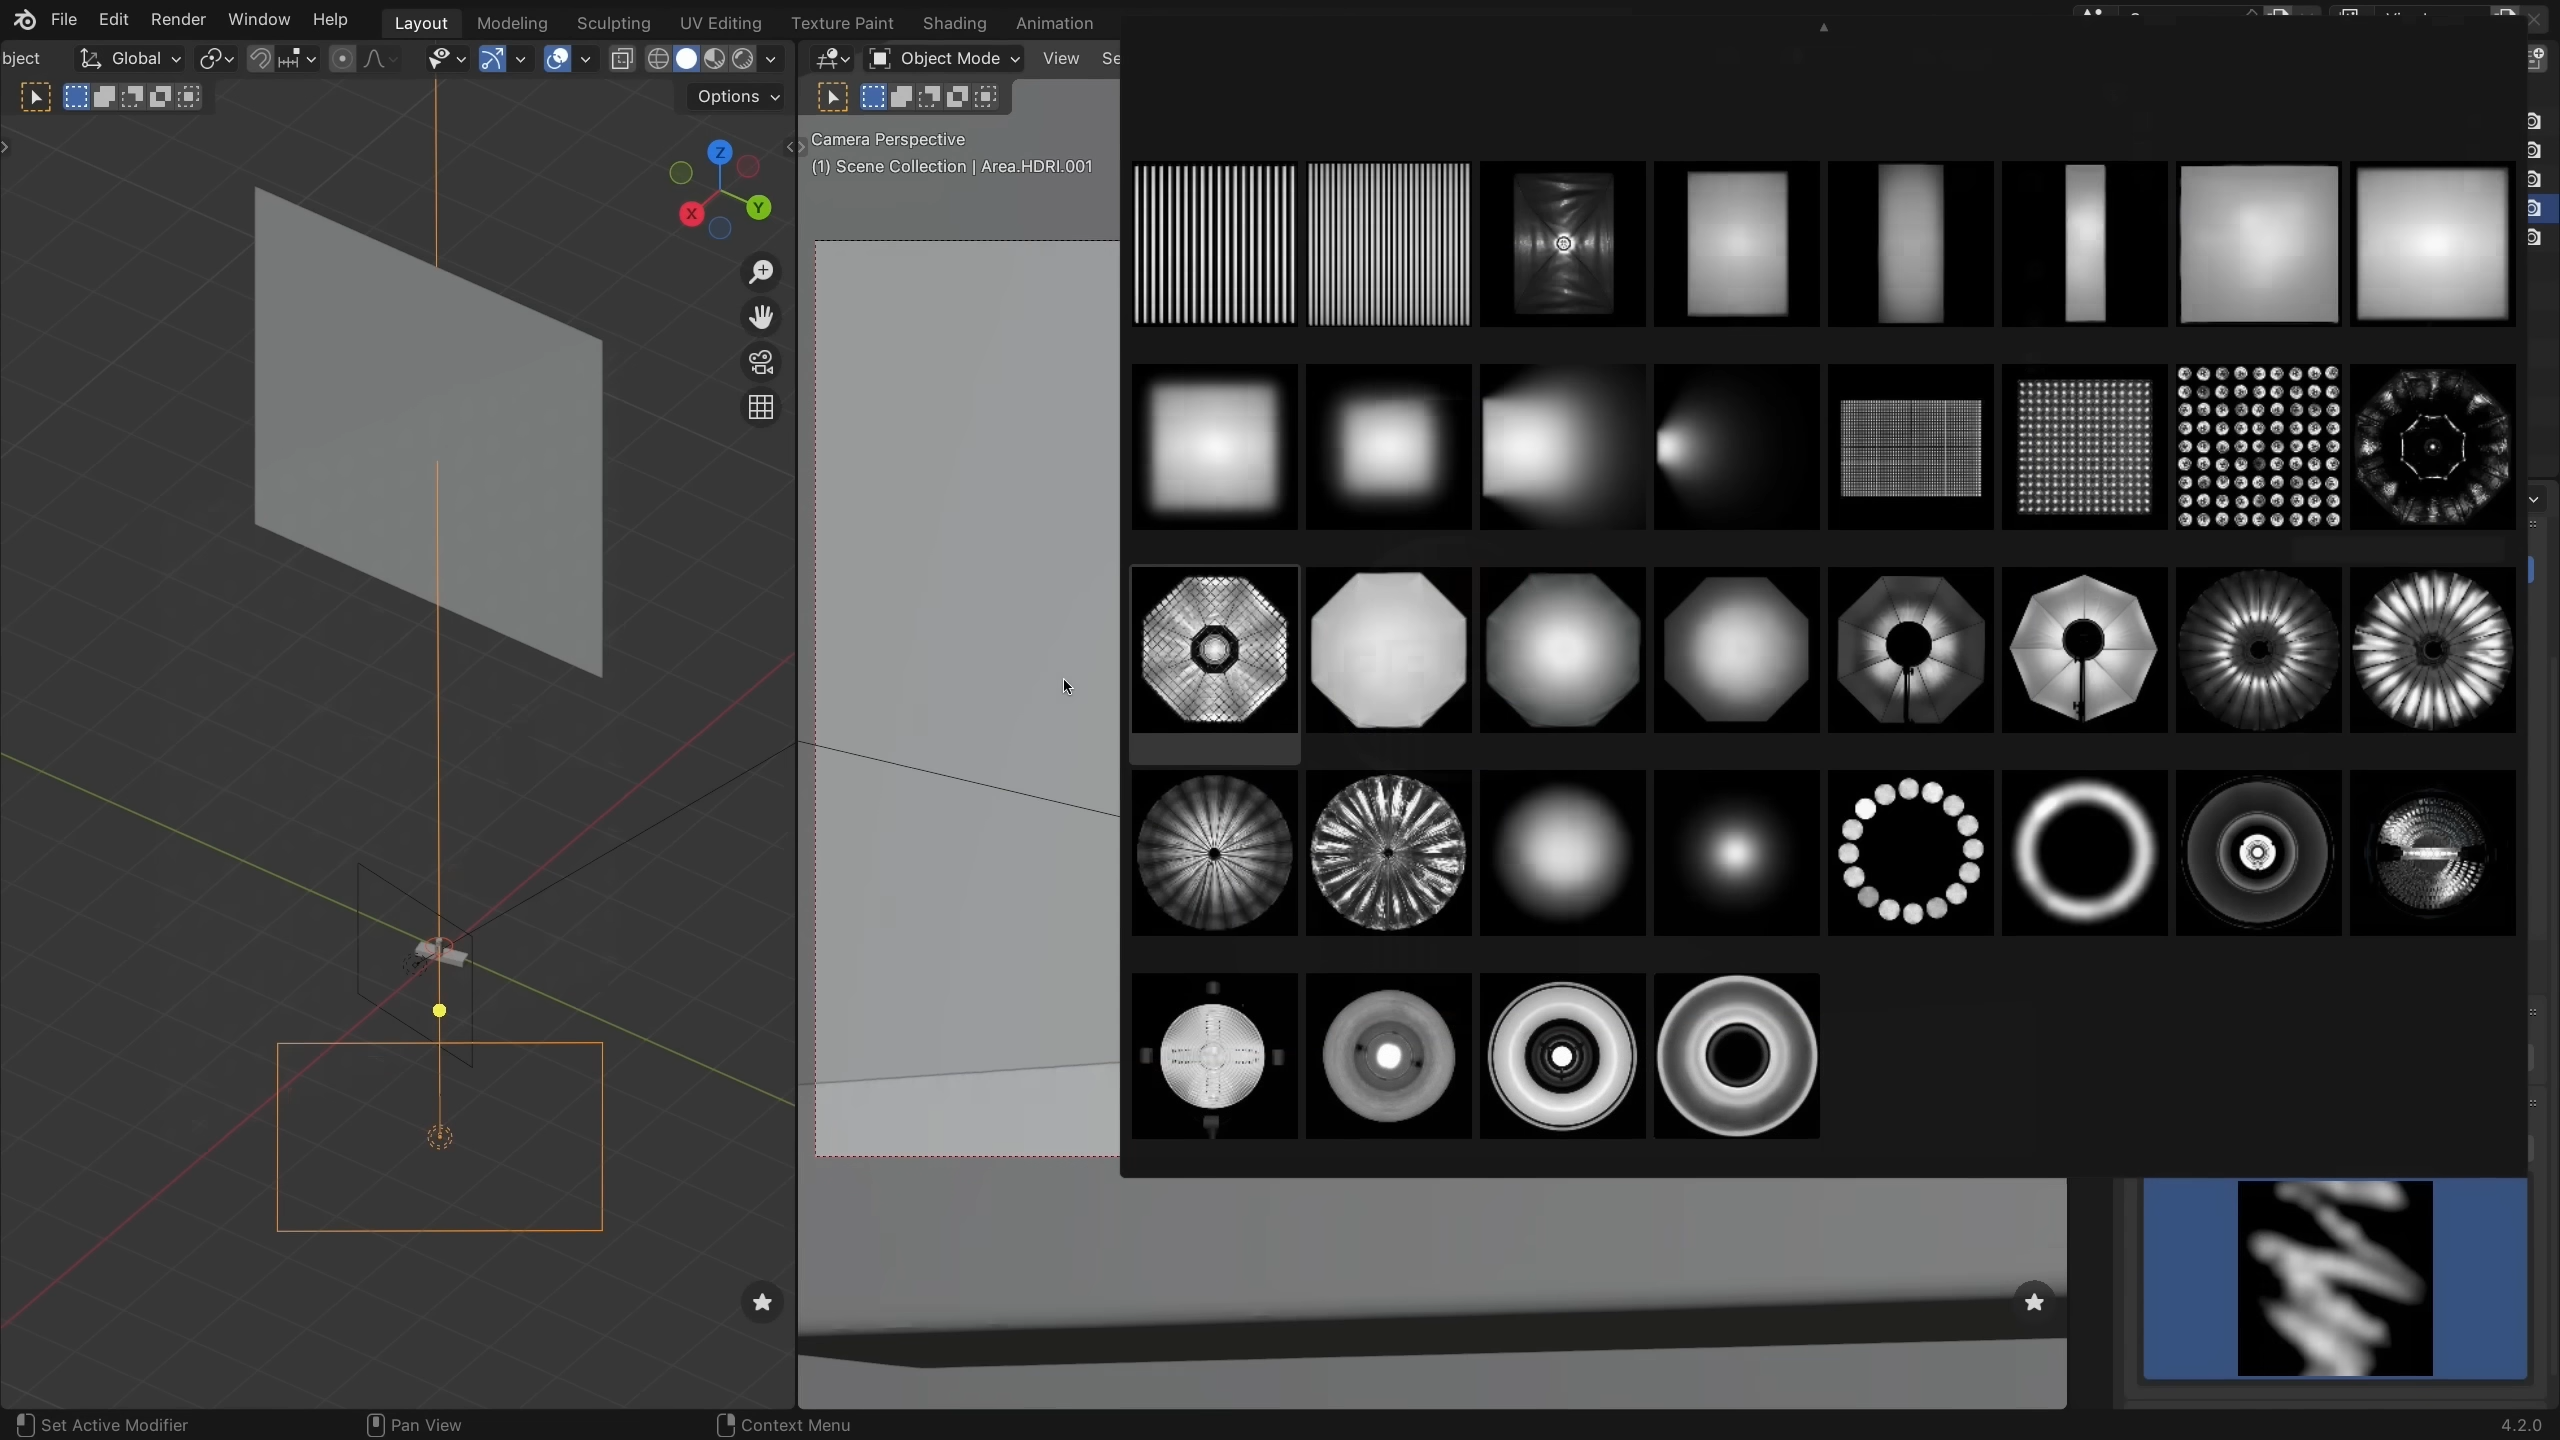 File Edit Render Window Help Layout Modeling Sculpting UV Editing Texture Paint Shading Animation
bject Global Object Mode View Se
Options
Camera Perspective
(1) Scene Collection | Area.HDRI.001
Z
Y
X
Set Active Modifier Pan View Context Menu 4.2.0